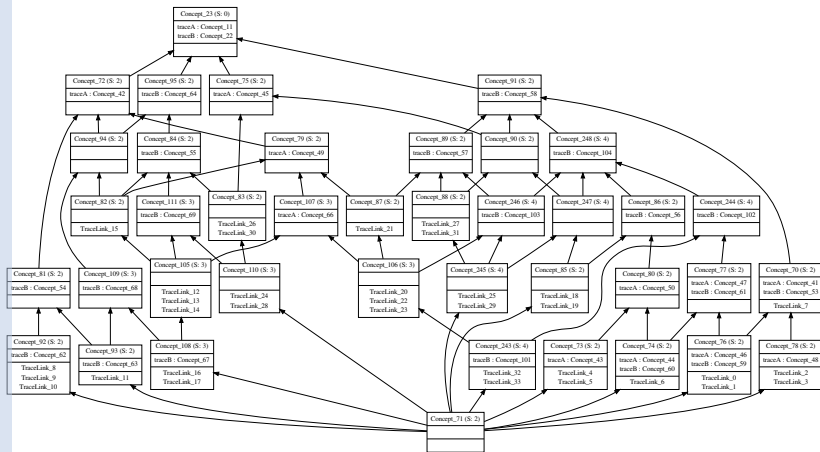 Concept_23 (S: 0)
traceA : Concept_11
traceB : Concept_22
Concept_72 (S: 2)
traceA : Concept_42
Concept_95 (S: 2)
traceB : Concept_64
Concept_75 (S: 2)
traceA : Concept_45
Concept_91 (S: 2)
traceB : Concept_58
Concept_94 (S: 2)
Concept_84 (S: 2)
traceB : Concept_55
Concept_79 (S: 2)
traceA : Concept_49
Concept_89 (S: 2)
traceB : Concept_57
Concept_90 (S: 2)
Concept_248 (S: 4)
traceB : Concept_104
Concept_82 (S: 2)
TraceLink_15
Concept_111 (S: 3)
traceB : Concept_69
Concept_83 (S: 2)
TraceLink_26
TraceLink_30
Concept_107 (S: 3)
traceA : Concept_66
Concept_87 (S: 2)
TraceLink_21
Concept_88 (S: 2)
TraceLink_27
TraceLink_31
Concept_246 (S: 4)
traceB : Concept_103
Concept_247 (S: 4)
Concept_86 (S: 2)
traceB : Concept_56
Concept_244 (S: 4)
traceB : Concept_102
Concept_81 (S: 2)
traceB : Concept_54
Concept_109 (S: 3)
traceB : Concept_68
Concept_105 (S: 3)
TraceLink_12
TraceLink_13
TraceLink_14
Concept_110 (S: 3)
TraceLink_24
TraceLink_28
Concept_106 (S: 3)
TraceLink_20
TraceLink_22
TraceLink_23
Concept_245 (S: 4)
TraceLink_25
TraceLink_29
Concept_85 (S: 2)
TraceLink_18
TraceLink_19
Concept_80 (S: 2)
traceA : Concept_50
Concept_77 (S: 2)
traceA : Concept_47
traceB : Concept_61
Concept_70 (S: 2)
traceA : Concept_41
traceB : Concept_53
TraceLink_7
Concept_92 (S: 2)
traceB : Concept_62
TraceLink_8
TraceLink_9
TraceLink_10
Concept_93 (S: 2)
traceB : Concept_63
TraceLink_11
Concept_108 (S: 3)
traceB : Concept_67
TraceLink_16
TraceLink_17
Concept_243 (S: 4)
traceB : Concept_101
TraceLink_32
TraceLink_33
Concept_73 (S: 2)
traceA : Concept_43
TraceLink_4
TraceLink_5
Concept_74 (S: 2)
traceA : Concept_44
traceB : Concept_60
TraceLink_6
Concept_76 (S: 2)
traceA : Concept_46
traceB : Concept_59
TraceLink_0
TraceLink_1
Concept_78 (S: 2)
traceA : Concept_48
TraceLink_2
TraceLink_3
Concept_71 (S: 2)